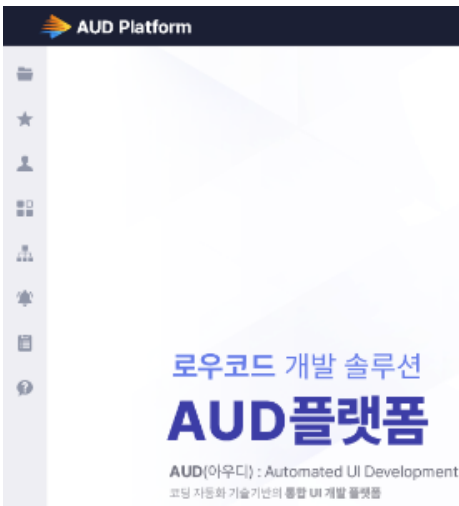 AUD Platform
로우코드 개발 솔루션
AUD플랫폼
AUD(아우디) : Automated UI Development
코딩 자동화 기술기반의 통합 UI 개발 플랫폼